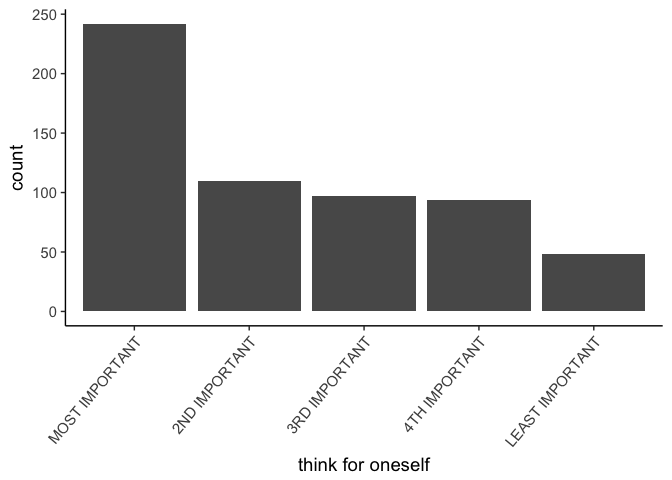 250
200
150
100
50
0
count
MOST IMPORTANT
2ND IMPORTANT
3RD IMPORTANT
4TH IMPORTANT
LEAST IMPORTANT
think for oneself